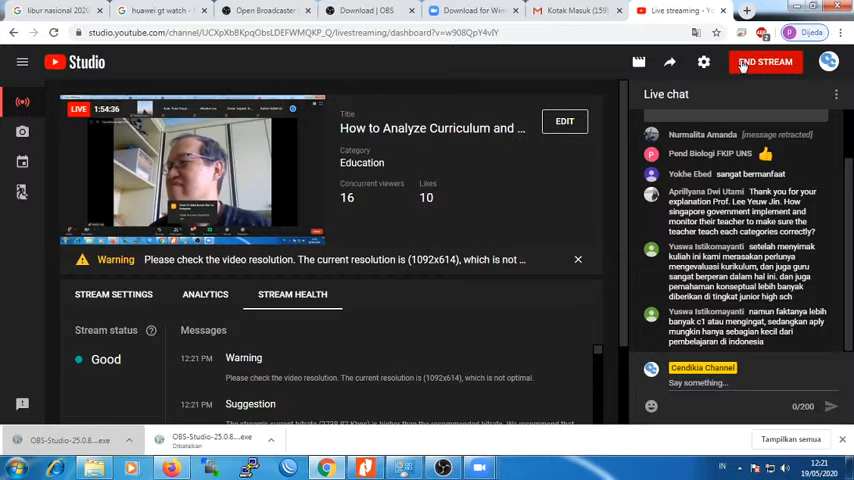 libur nasional 2020
huawei gt watch -
Open Broadcaster
Download | OBS
Download for Win
Kotak Masuk (159
Live streaming - Yo
studio.youtube.com/channel/UCXpXbBKpqObsLDEFWMQKP_Q/livestreaming/dashboard?v=w908QpY4vIY
Dijeda
Studio
END STREAM
LIVE 1:54:36
Title
How to Analyze Curriculum and ...
EDIT
Category
Education
Concurrent viewers
Likes
16
10
Warning Please check the video resolution. The current resolution is (1092x614), which is not ...
STREAM SETTINGS
ANALYTICS
STREAM HEALTH
Stream status
Good
Messages
12:21 PM Warning
Please check the video resolution. The current resolution is (1092x614), which is not optimal.
12:21 PM Suggestion
Live chat
Nurmalita Amanda [message retracted]
Pend Biologi FKIP UNS
Yokhe Ebed sangat bermanfaat
Aprillyana Dwi Utami Thank you for your
explanation Prof. Lee Yeuw Jin. How
singapore government implement and
monitor their teacher to make sure the
teacher teach each categories correctly?
Yuswa Istikomayanti setelah menyimak
kuliah ini kami merasakan perlunya
mengevaluasi kurikulum, dan juga guru
sangat berperan dalam hal ini. dan juga
pemahaman konseptual lebih banyak
diberikan di tingkat junior high sch
Yuswa Istikomayanti namun faktanya lebih
banyak c1 atau mengingat, sedangkan aply
mungkin hanya sebagian kecil dari
pembelajaran di indonesia
Cendikia Channel
Say something...
0/200
OBS-Studio-25.0.8....exe
OBS-Studio-25.0.8....exe
Dibatalkan
Tampilkan semua
IN
12:21
19/05/2020